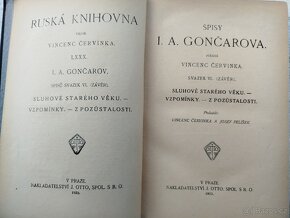 RUSKÁ KNIHOVNA
VINCENC ČERVINKA.
LXXX.
I. A. GONČAROV.
SPISŮ SVAZEK VI. (ZÁVĚR).
SLUHOVÉ STARÉHO VĚKU. —
VZPOMÍNKY. — Z POZŮSTALOSTI.
V PRAZE.
NAKLADATELSTVÍ J. OTTO, SPOL. S R. O.
SPISY
I. A. GONČAROVA.
VINCENC ČERVINKA.
SVAZEK VI. (ZÁVĚR).
SLUHOVÉ STARÉHO VĚKU. —
VZPOMÍNKY. — Z POZŮSTALOSTI.
Přeložili
VINCENC ČERVINKA A JOSEF PELÍŠEK.
V PRAZE.
NAKLADATELSTVÍ J. OTTO, SPOL. S R. O.